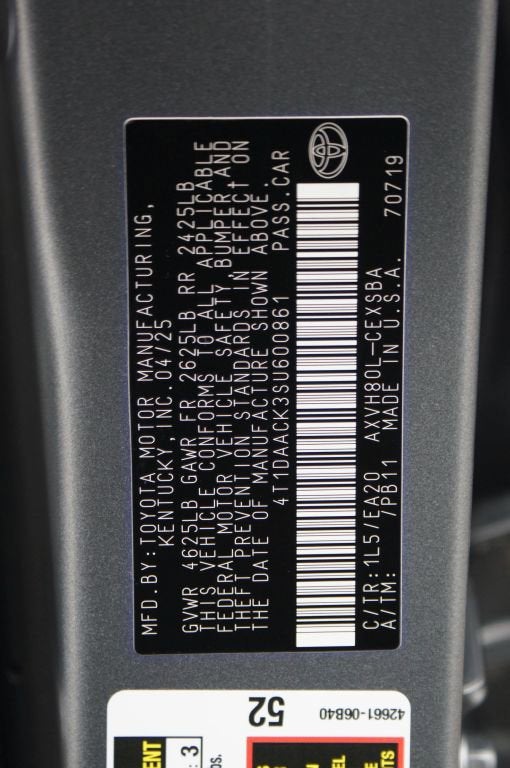 MFD.BY:TOYOTA MOTOR MANUFACTURING,
KENTUCKY,INC.04/25
GVWR 4625LB GAWR FR 2625LB RR 2425LB
THIS VEHICLE CONFORMS TO ALL APPLICABLE
FEDERAL MOTOR VEHICLE SAFETY,BUMPER,AND
THEFT PREVENTION STANDARDS IN EFFECT ON
THE DATE OF MANUFACTURE SHOWN ABOVE.
4T1DAACK3SU600861 PASS.CAR
C/TR:1L5/EA20 AXVH80L-CEXSBA 70719
A/TM: /PB11 MADE IN U.S.A.
52
42661-06B40
: 3